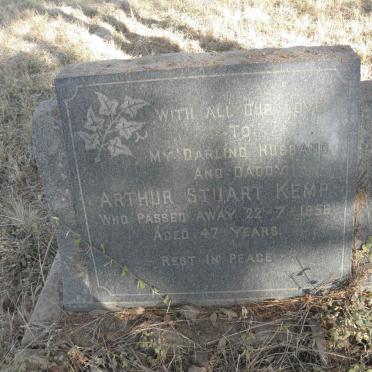 WITH ALL OUR LOVE
TO
MY DARLING HUSBAND
AND DADDY
ARTHUR STUART KEMP
WHO PASSED AWAY 22-7-1958
AGED 47 YEARS.
REST IN PEACE